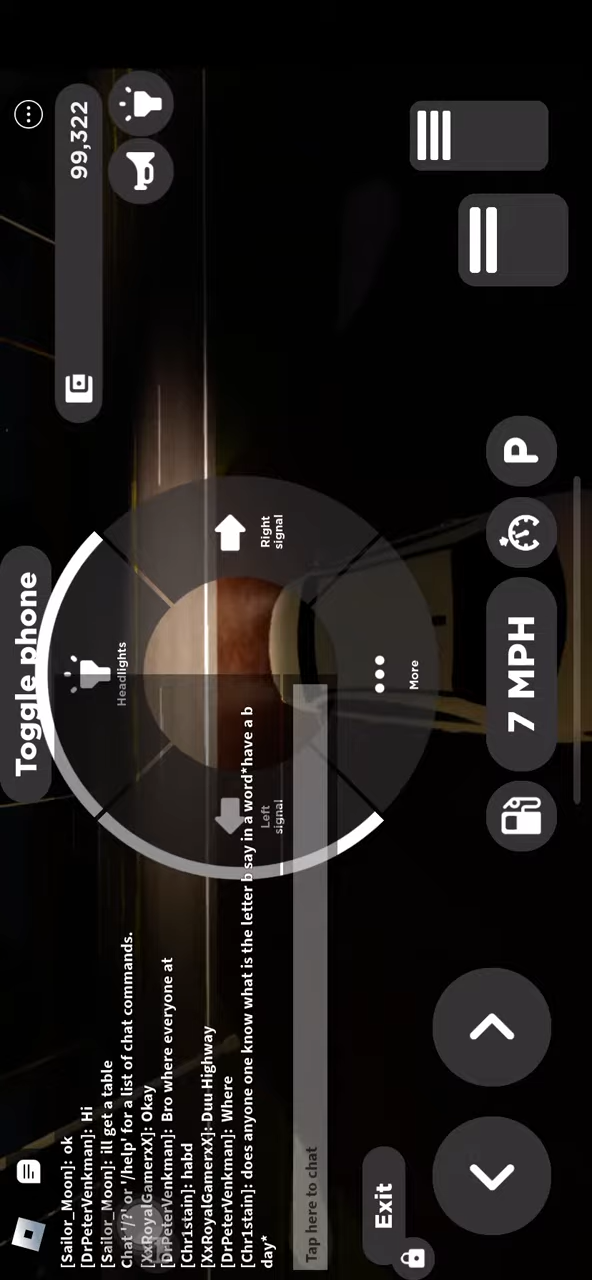 Toggle phone
99,322
[Sailor_Moon]: ok
[DrPeterVenkman]: Hi
[Sailor_Moon]: ill get a table
Chat '/?' or '/help' for a list of chat commands.
[XxRoyalGamerxX]: Okay
[DrPeterVenkman]: Bro where everyone at
[Chr1stain]: habd
[XxRoyalGamerxX]: Duu Highway
[DrPeterVenkman]: Where
[Chr1stain]: does anyone one know what is the letter b say in a word*have a b
day*
Tap here to chat
Headlights
Left
signal
Right
signal
More
Exit
7 MPH
P